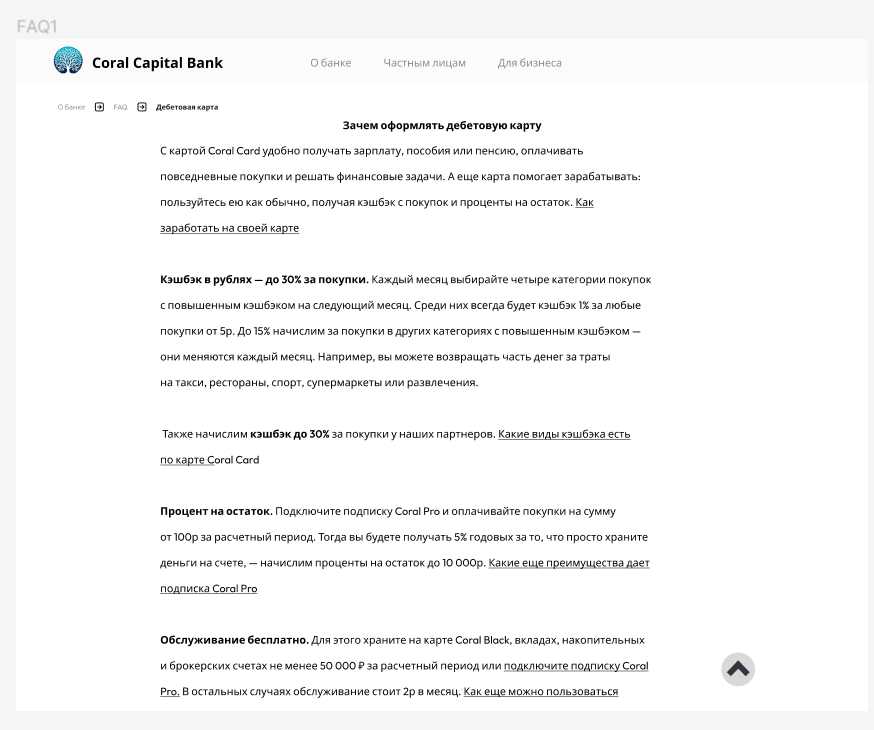 FAQ1
Coral Capital Bank
О банке
Частным лицам
Для бизнеса
О банке
FAQ
Дебетовая карта
Зачем оформлять дебетовую карту
С картой Coral Card удобно получать зарплату, пособия или пенсию, оплачивать
повседневные покупки и решать финансовые задачи. А еще карта помогает зарабатывать:
пользуйтесь ею как обычно, получая кэшбэк с покупок и проценты на остаток. Как
заработать на своей карте
Кэшбэк в рублях — до 30% за покупки. Каждый месяц выбирайте четыре категории покупок
с повышенным кэшбэком на следующий месяц. Среди них всегда будет кэшбэк 1% за любые
покупки от 5р. До 15% начислим за покупки в других категориях с повышенным кэшбэком —
они меняются каждый месяц. Например, вы можете возвращать часть денег за траты
на такси, рестораны, спорт, супермаркеты или развлечения.
Также начислим кэшбэк до 30% за покупки у наших партнеров. Какие виды кэшбэка есть
по карте Coral Card
Процент на остаток. Подключите подписку Coral Pro и оплачивайте покупки на сумму
от 100р за расчетный период. Тогда вы будете получать 5% годовых за то, что просто храните
деньги на счете, — начислим проценты на остаток до 10 000р. Какие еще преимущества дает
подписка Coral Pro
Обслуживание бесплатно. Для этого храните на карте Coral Black, вкладах, накопительных
и брокерских счетах не менее 50 000 ₽ за расчетный период или подключите подписку Coral
Pro. В остальных случаях обслуживание стоит 2р в месяц. Как еще можно пользоваться